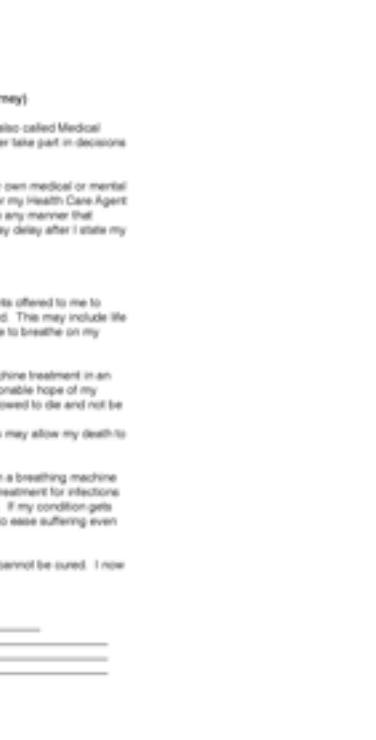 rney)
also called Medical
er take part in decisions
own medical or mental
r my Health Care Agent
any manner that
ay delay after I state my
nts offered to me to
d. This may include life
e to breathe on my
chine treatment in an
onable hope of my
owed to die and not be
s may allow my death to
n a breathing machine
reatment for infections
If my condition gets
o ease suffering even
cannot be cured. I now